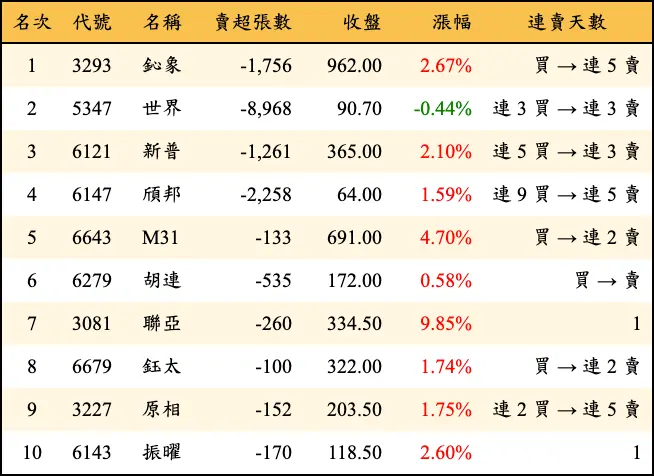 名次 代號 名稱 賣超張數 收盤 漲幅 連賣天數
1 3293 鈊象 -1,756 962.00 2.67% 買 → 連 5 賣
2 5347 世界 -8,968 90.70 -0.44% 連 3 買 → 連 3 賣
3 6121 新普 -1,261 365.00 2.10% 連 5 買 → 連 3 賣
4 6147 頎邦 -2,258 64.00 1.59% 連 9 買 → 連 5 賣
5 6643 M31 -133 691.00 4.70% 買 → 連 2 賣
6 6279 胡連 -535 172.00 0.58% 買 → 賣
7 3081 聯亞 -260 334.50 9.85% 1
8 6679 鈺太 -100 322.00 1.74% 買 → 連 2 賣
9 3227 原相 -152 203.50 1.75% 連 2 買 → 連 5 賣
10 6143 振曜 -170 118.50 2.60% 1